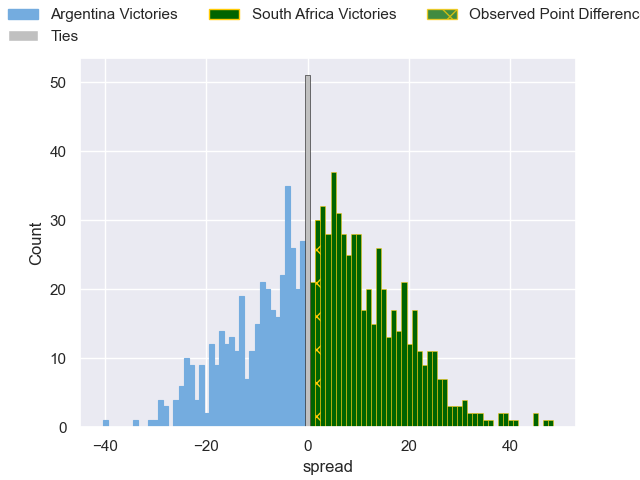 Argentina Victories South Africa Victories Observed Point Differenc
Ties
50
40
30
20
10
0
Count
−40 −20 0 20 40
spread